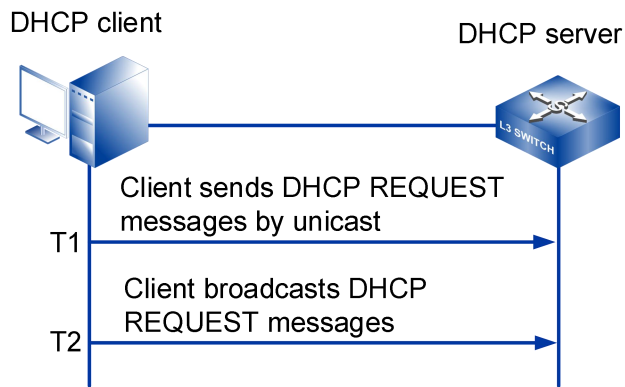 DHCP client
DHCP server
L3 SWITCH
Client sends DHCP REQUEST
messages by unicast
T1
Client broadcasts DHCP
REQUEST messages
T2